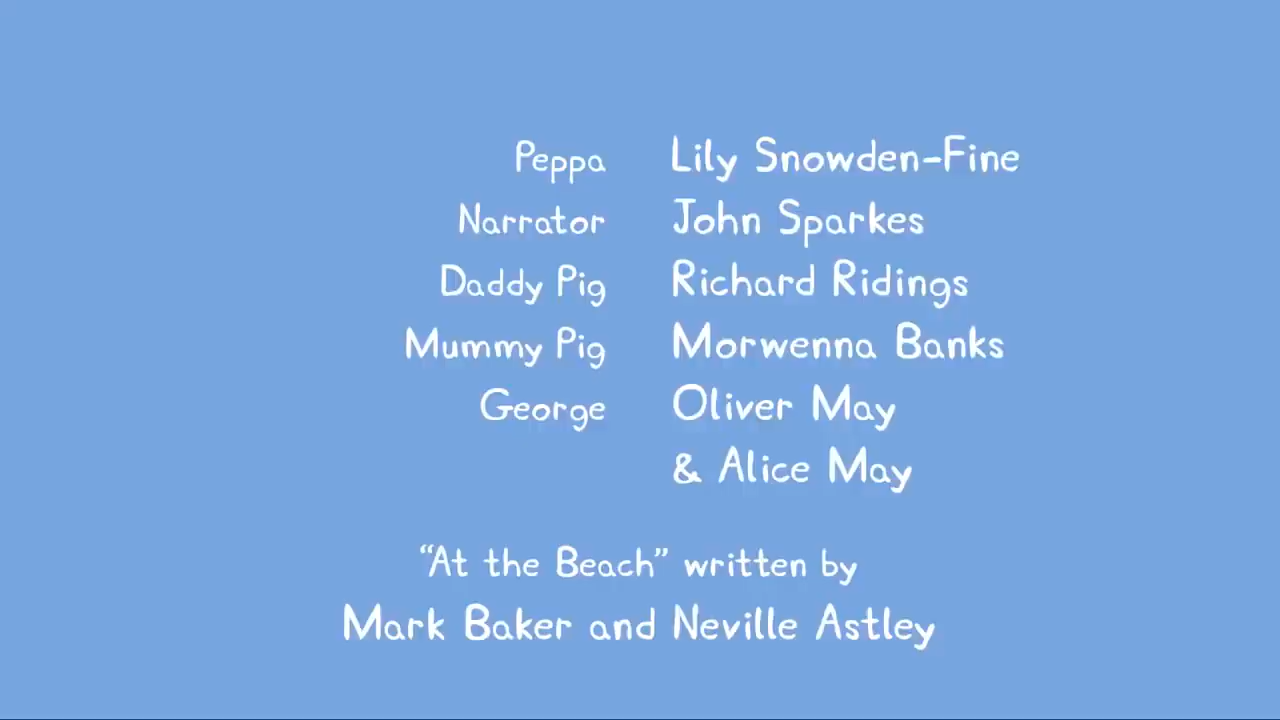 Peppa Lily Snowden-Fine
Narrator John Sparkes
Daddy Pig Richard Ridings
Mummy Pig Morwenna Banks
George Oliver May
& Alice May
“At the Beach” written by
Mark Baker and Neville Astley